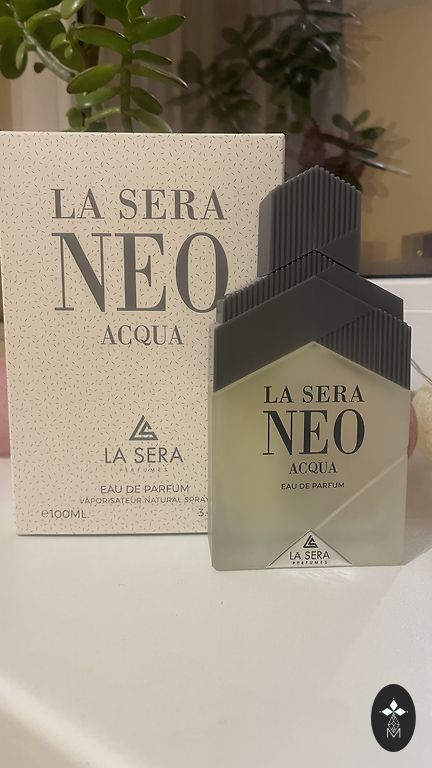 LA SERA
NEO
ACQUA
LA SERA
PERFUMES
EAU DE PARFUM
VAPORISATEUR NATURAL SPRAY
℮100ML
LA SERA
NEO
ACQUA
EAU DE PARFUM
LA SERA
PERFUMES
M